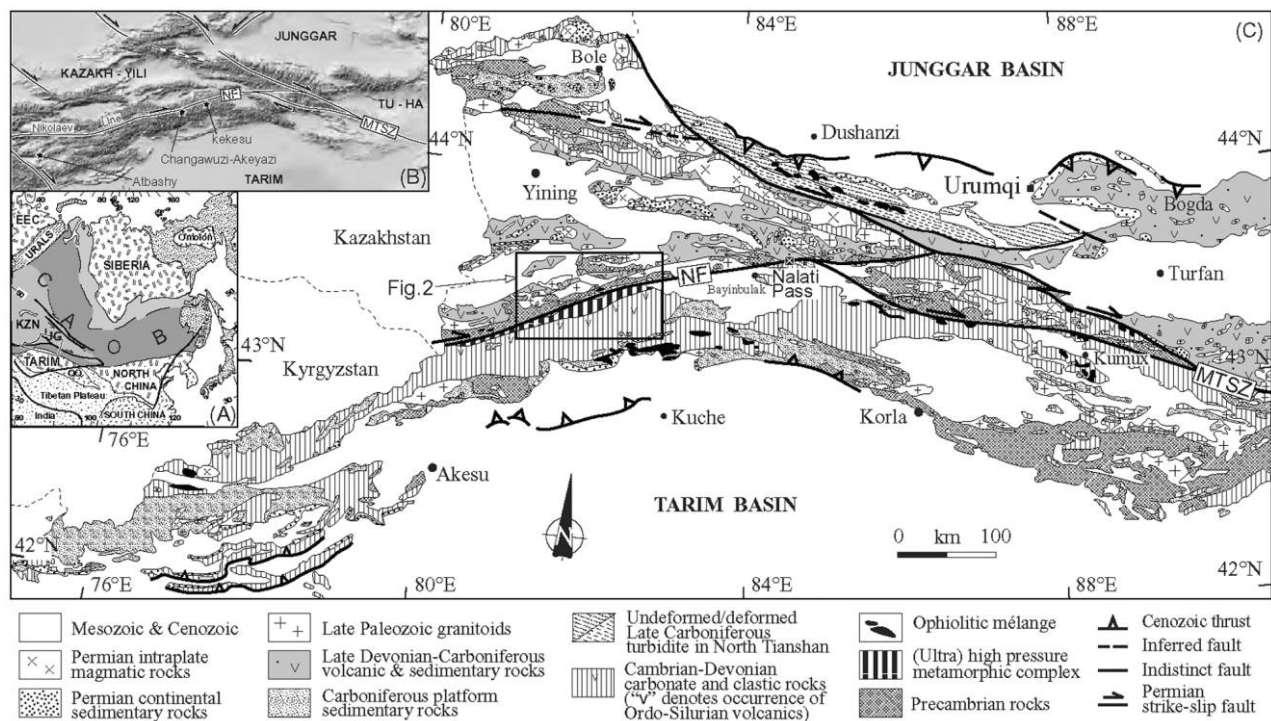 80°E
84°E
88°E
(C)
JUNGGAR
KAZAKH - YILI
TU - HA
NF
MTSZ
Nikolaev
Line
kekesu
Changawuzi-Akeyazi
Atbashy
TARIM
(B)
Bole
JUNGGAR BASIN
44°N
44°N
Dushanzi
Yining
Urumqi
Bogda
Kazakhstan
Turfan
Fig.2
NF
Bayinbulak
Nalati
Pass
EEC
URALS
SIBERIA
Omolon
C
A
O
B
KZN
JG
TARIM
QQ
NORTH
CHINA
Tibetan Plateau
India
SOUTH CHINA
80
100
120
(A)
43°N
43°N
Kumux
MTSZ
Kyrgyzstan
76°E
Kuche
Korla
Akesu
TARIM BASIN
N
0 km 100
42°N
42°N
76°E
80°E
84°E
88°E
Mesozoic & Cenozoic
Permian intraplate
magmatic rocks
Permian continental
sedimentary rocks
Late Paleozoic granitoids
Late Devonian-Carboniferous
volcanic & sedimentary rocks
Carboniferous platform
sedimentary rocks
Undeformed/deformed
Late Carboniferous
turbidite in North Tianshan
Cambrian-Devonian
carbonate and clastic rocks
("v" denotes occurrence of
Ordo-Silurian volcanics)
Ophiolitic mélange
(Ultra) high pressure
metamorphic complex
Precambrian rocks
Cenozoic thrust
Inferred fault
Indistinct fault
Permian
strike-slip fault